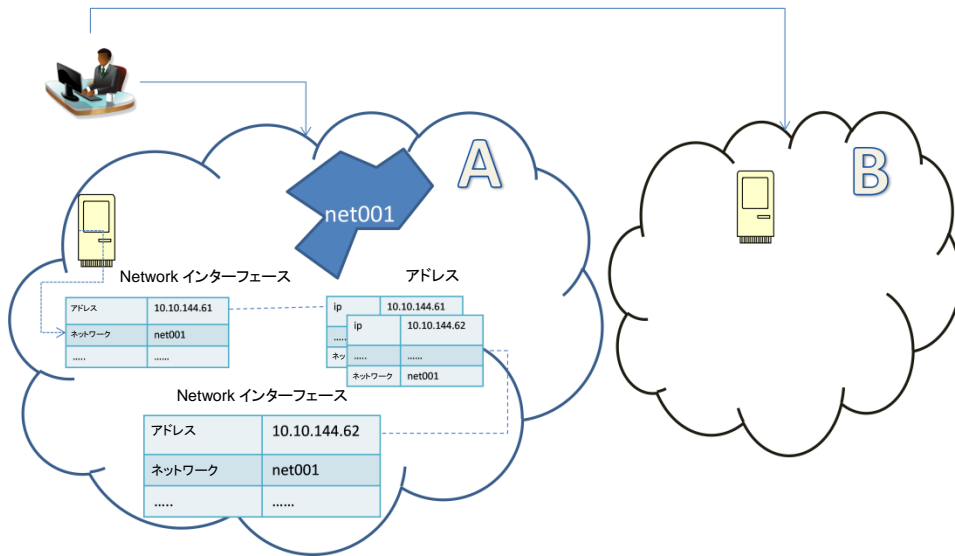 A
B
net001
Network インターフェース
アドレス 10.10.144.61
ネットワーク net001
..... ......
アドレス
ip 10.10.144.61
.....
ネッ
ip 10.10.144.62
..... ......
ネットワーク net001
Network インターフェース
アドレス 10.10.144.62
ネットワーク net001
..... ......